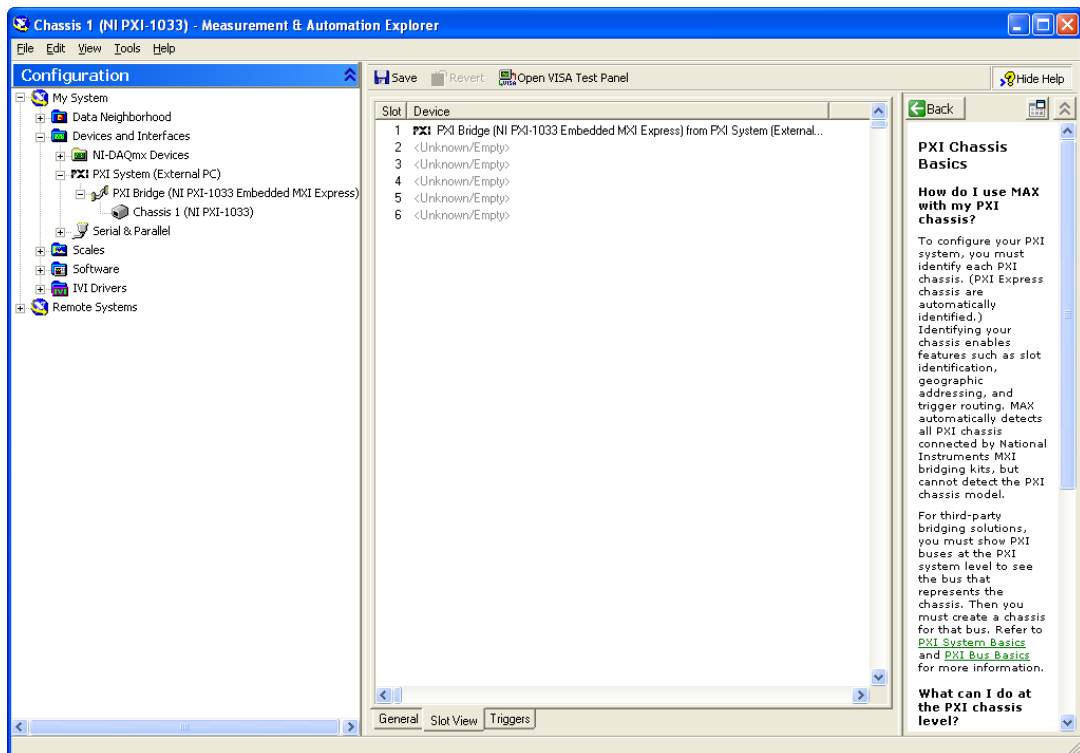 Chassis 1 (NI PXI-1033) - Measurement & Automation Explorer
File Edit View Tools Help
Configuration
My System
Data Neighborhood
Devices and Interfaces
NI-DAQmx Devices
PXI PXI System (External PC)
PXI Bridge (NI PXI-1033 Embedded MXI Express)
Chassis 1 (NI PXI-1033)
Serial & Parallel
Scales
Software
IVI Drivers
Remote Systems
Save Revert Open VISA Test Panel Hide Help
Slot Device
1 PXI PXI Bridge (NI PXI-1033 Embedded MXI Express) from PXI System (External...
2 <Unknown/Empty>
3 <Unknown/Empty>
4 <Unknown/Empty>
5 <Unknown/Empty>
6 <Unknown/Empty>
General Slot View Triggers
Back
PXI Chassis
Basics
How do I use MAX
with my PXI
chassis?
To configure your PXI
system, you must
identify each PXI
chassis. (PXI Express
chassis are
automatically
identified.)
Identifying your
chassis enables
features such as slot
identification,
geographic
addressing, and
trigger routing. MAX
automatically detects
all PXI chassis
connected by National
Instruments MXI
bridging kits, but
cannot detect the PXI
chassis model.
For third-party
bridging solutions,
you must show PXI
buses at the PXI
system level to see
the bus that
represents the
chassis. Then you
must create a chassis
for that bus. Refer to
PXI System Basics
and PXI Bus Basics
for more information.
What can I do at
the PXI chassis
level?